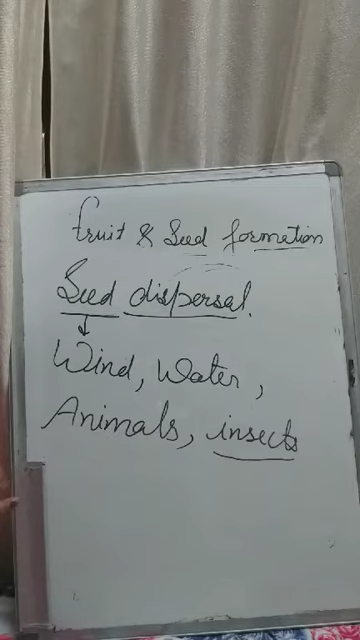 Fruit & Seed formation
Seed dispersal.
↓
Wind, Water,
Animals, insects